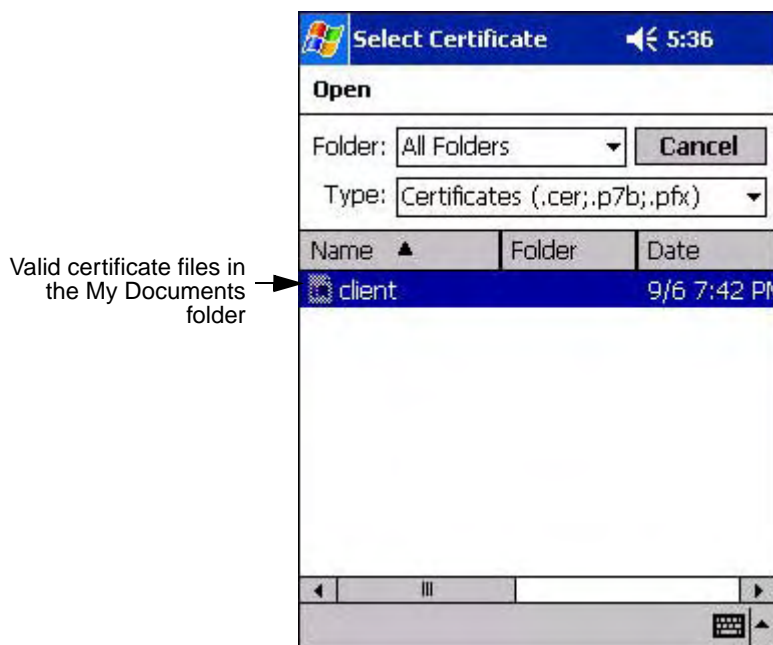 Select Certificate 5:36
Open
Folder: All Folders Cancel
Type: Certificates (.cer;.p7b;.pfx)
Name Folder Date
client 9/6 7:42 PM
Valid certificate files in
the My Documents
folder